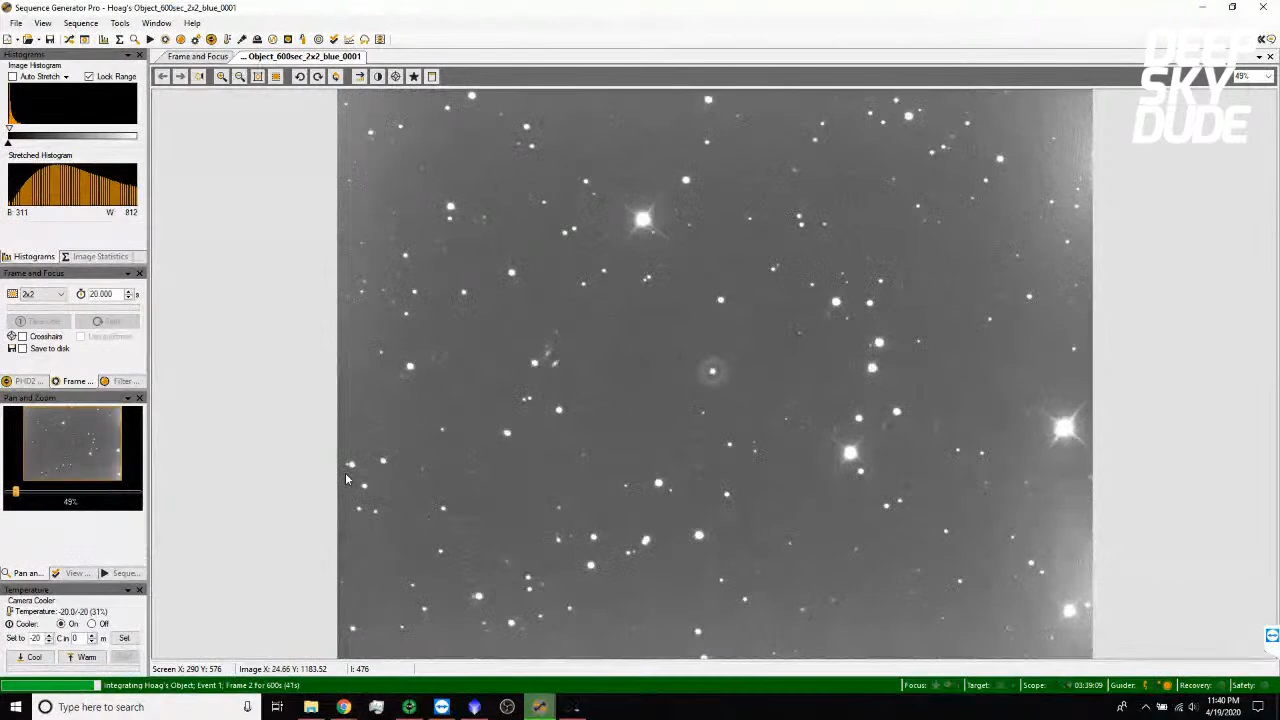 Sequence Generator Pro - Hoag's Object_600sec_2x2_blue_0001
File View Sequence Tools Window Help
Histograms
Image Histogram
Auto Stretch
Lock Range
Stretched Histogram
B: 311 W 812
Histograms
Image Statistics
Frame and Focus
2x2
20.000 s
Crosshairs
Save to disk
PHD2 ...
Frame ...
Filter ...
Pan and Zoom
49%
Pan an...
View ...
Seque...
Temperature
Camera Cooler
Temperature: -20.0/-20 (31%)
Cooler: On Off
Set to -20 C in 0 m Set
Cool
Warm
Frame and Focus
... Object_600sec_2x2_blue_0001
49%
DEEP
SKY
DUDE
Screen X: 290 Y: 576
Image X: 24.66 Y: 1183.52
I: 476
Integrating Hoag's Object; Event 1; Frame 2 for 600s (41s)
Focus:
Target:
Scope: 03:39:09
Guider:
Recovery:
Safety:
Type here to search
11:40 PM
4/19/2020